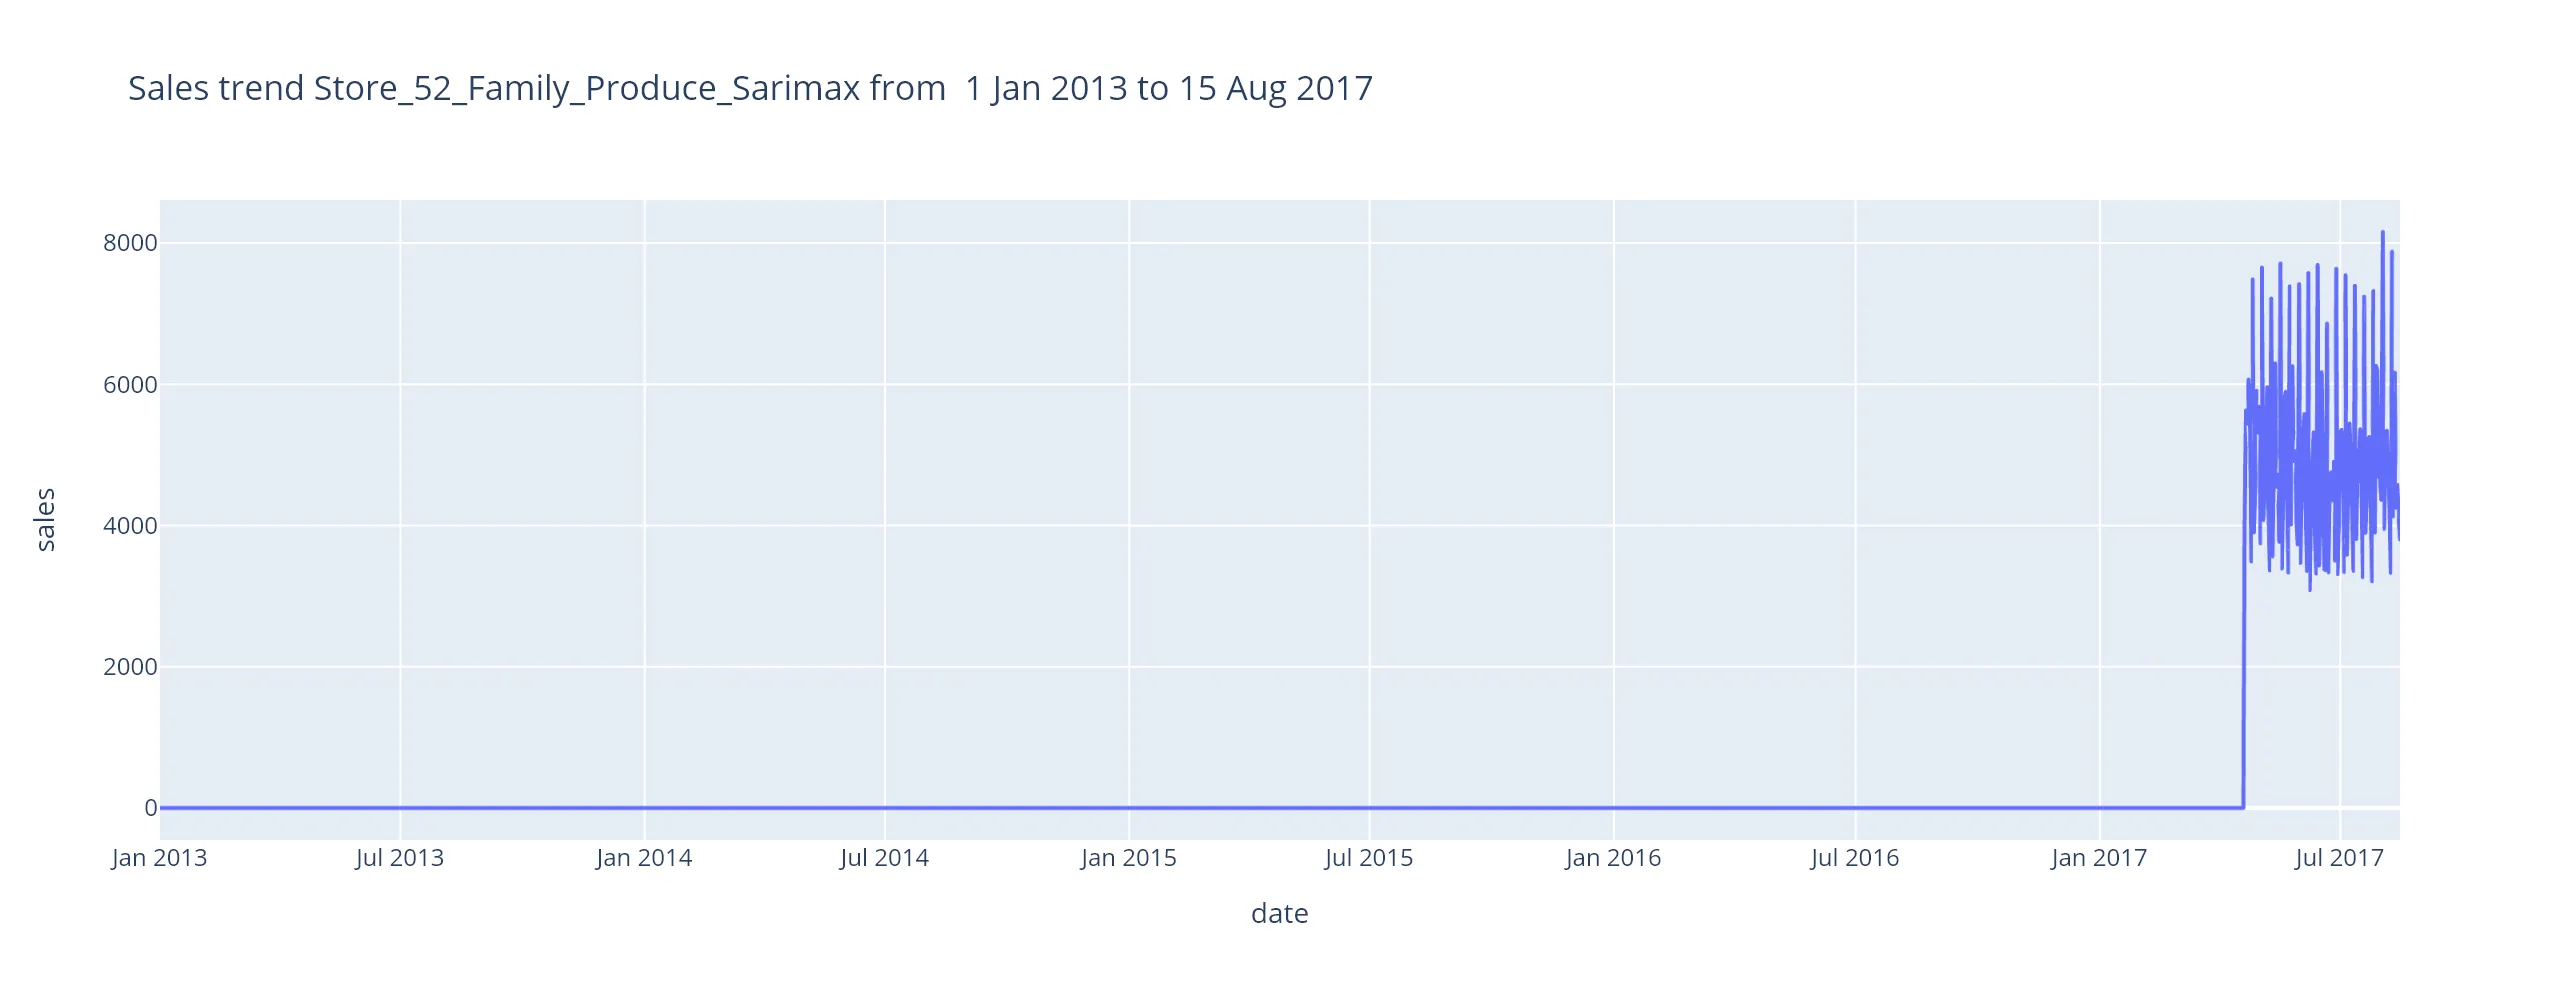 Sales trend Store_52_Family_Produce_Sarimax from  1 Jan 2013 to 15 Aug 2017
8000
6000
4000
2000
0
sales
Jan 2013 Jul 2013 Jan 2014 Jul 2014 Jan 2015 Jul 2015 Jan 2016 Jul 2016 Jan 2017 Jul 2017
date